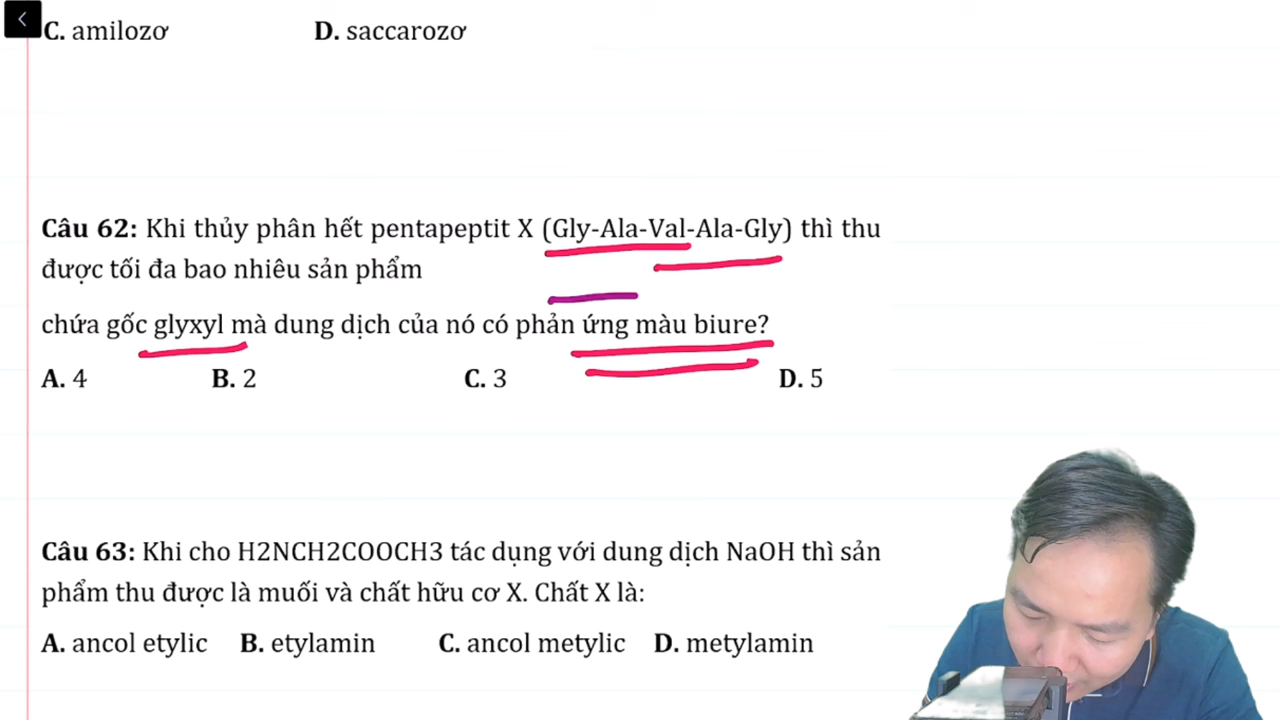 C. amilozơ D. saccarozơ
Câu 62: Khi thủy phân hết pentapeptit X (Gly-Ala-Val-Ala-Gly) thì thu
được tối đa bao nhiêu sản phẩm
chứa gốc glyxyl mà dung dịch của nó có phản ứng màu biure?
A. 4 B. 2 C. 3 D. 5
Câu 63: Khi cho H2NCH2COOCH3 tác dụng với dung dịch NaOH thì sản
phẩm thu được là muối và chất hữu cơ X. Chất X là:
A. ancol etylic B. etylamin C. ancol metylic D. metylamin